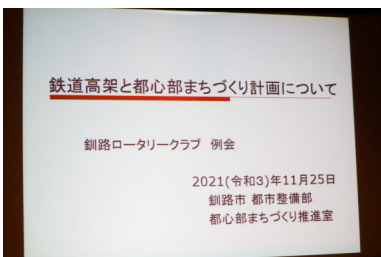 鉄道高架と都心部まちづくり計画について
釧路ロータリークラブ 例会
2021(令和3)年11月25日
釧路市 都市整備部
都心部まちづくり推進室